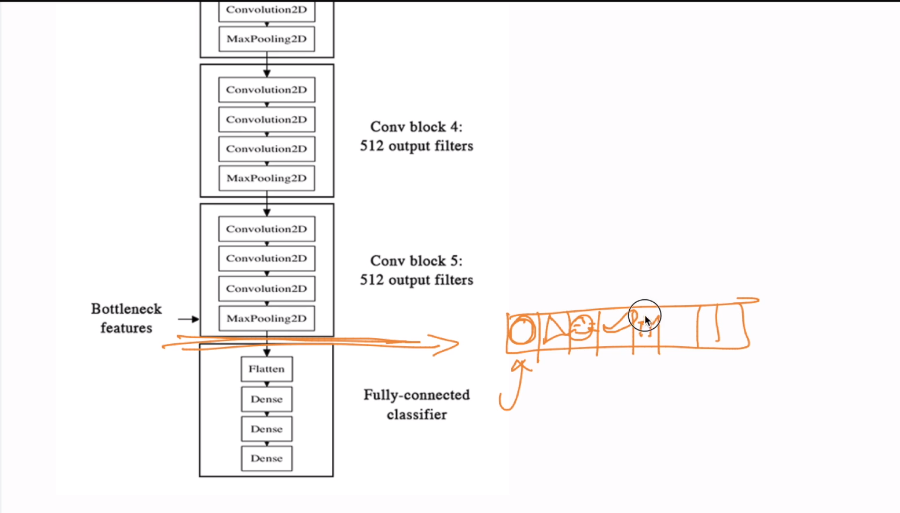 Convolution2D
MaxPooling2D
Convolution2D
Convolution2D
Convolution2D
MaxPooling2D
Conv block 4:
512 output filters
Convolution2D
Convolution2D
Convolution2D
MaxPooling2D
Conv block 5:
512 output filters
Bottleneck
features
Flatten
Dense
Dense
Dense
Fully-connected
classifier